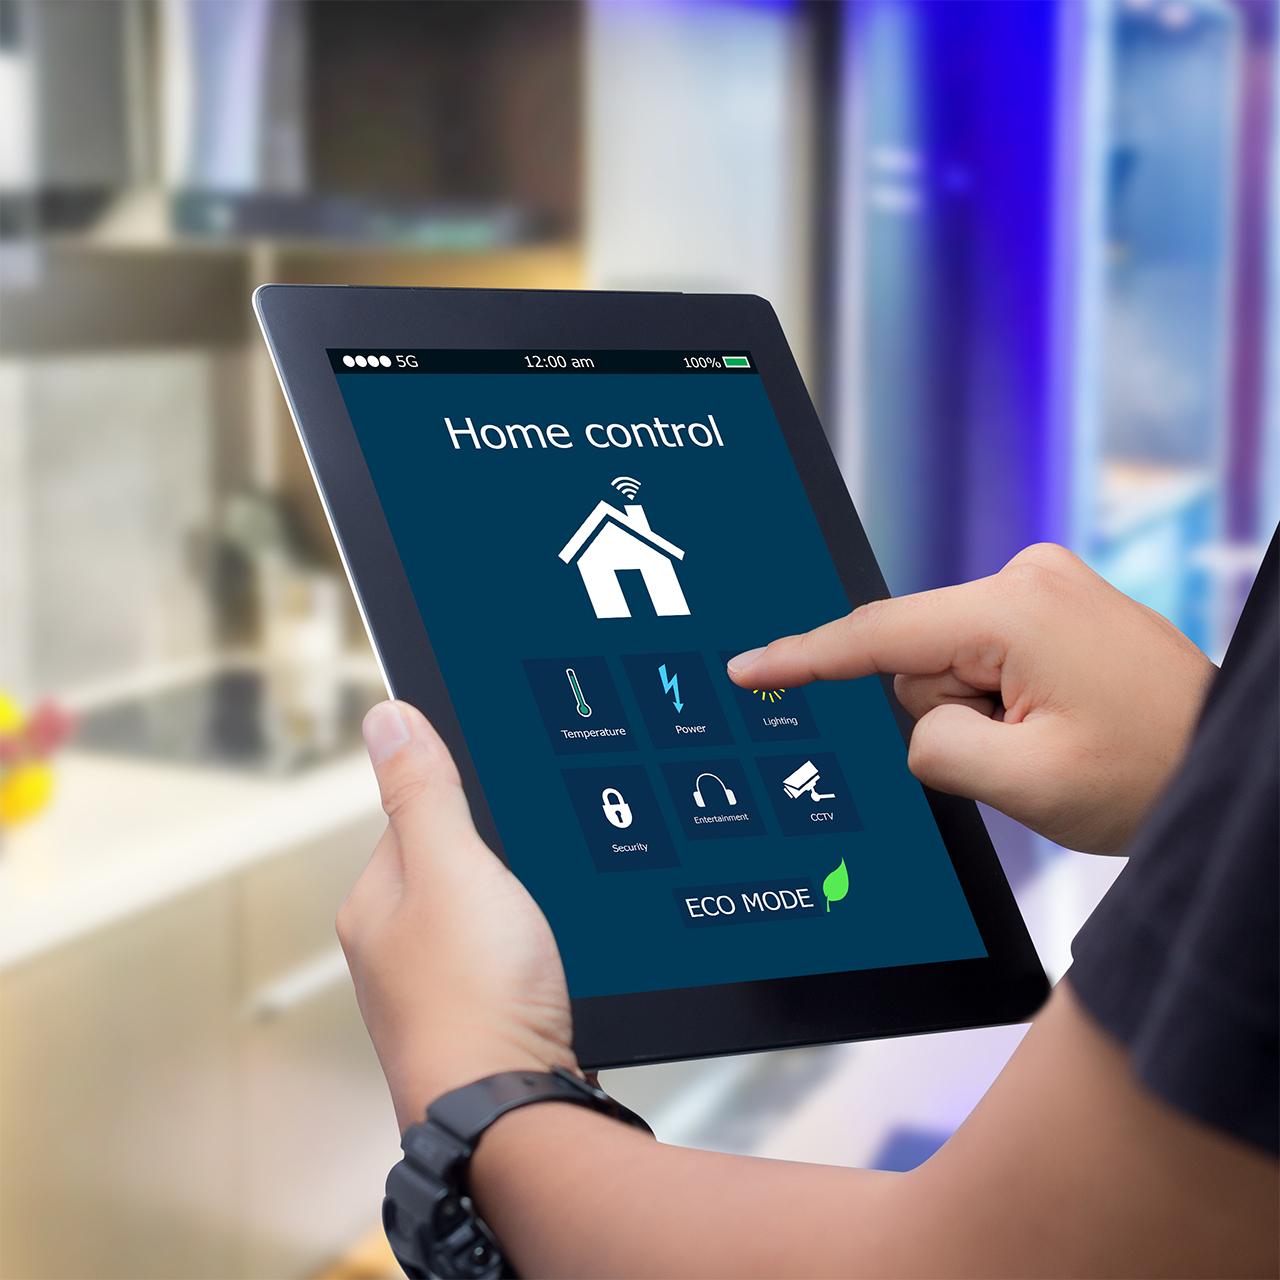 5G 12:00 am 100%
Home control
Temperature Power Lighting
Security Entertainment CCTV
ECO MODE